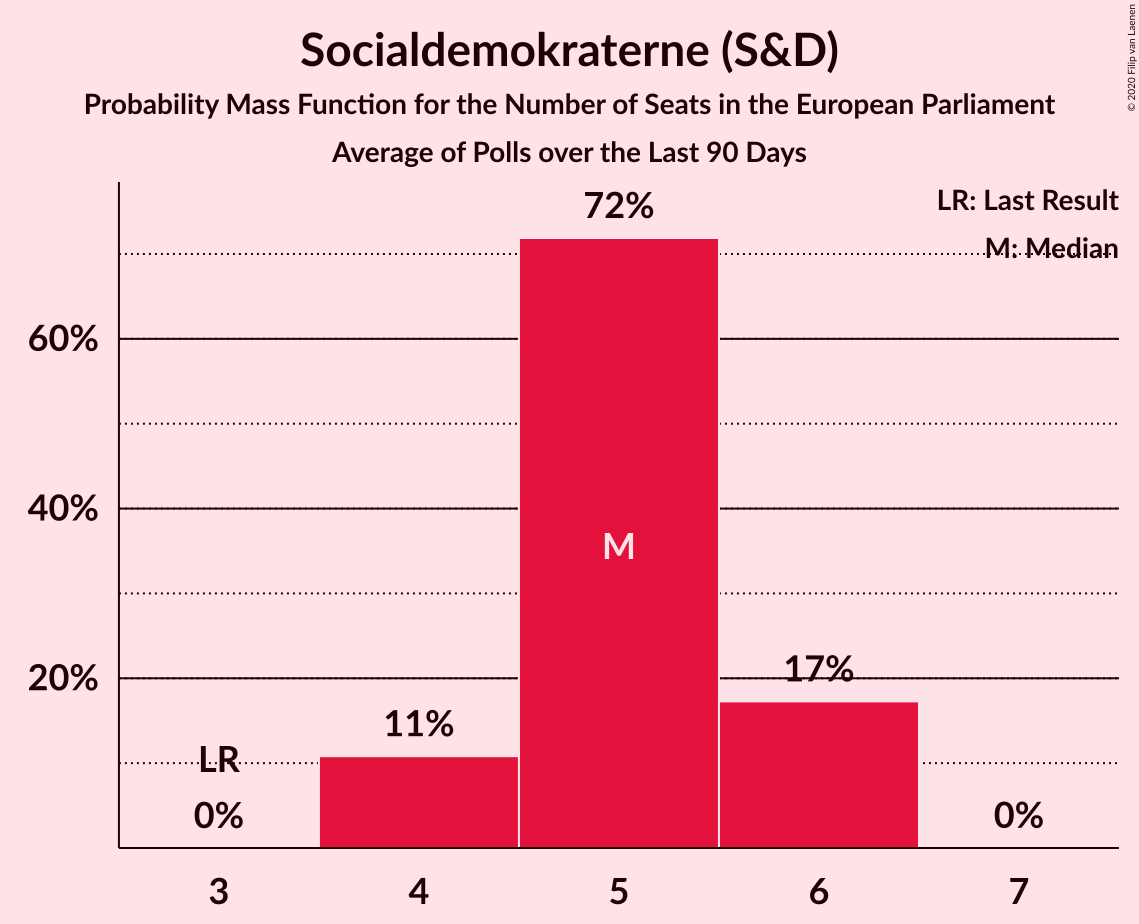 Socialdemokraterne (S&D)
Probability Mass Function for the Number of Seats in the European Parliament
Average of Polls over the Last 90 Days
© 2020 Filip van Laenen
LR: Last Result
M: Median
72%
60%
40%
M
20%
17%
11%
LR
0%
0%
3 4 5 6 7